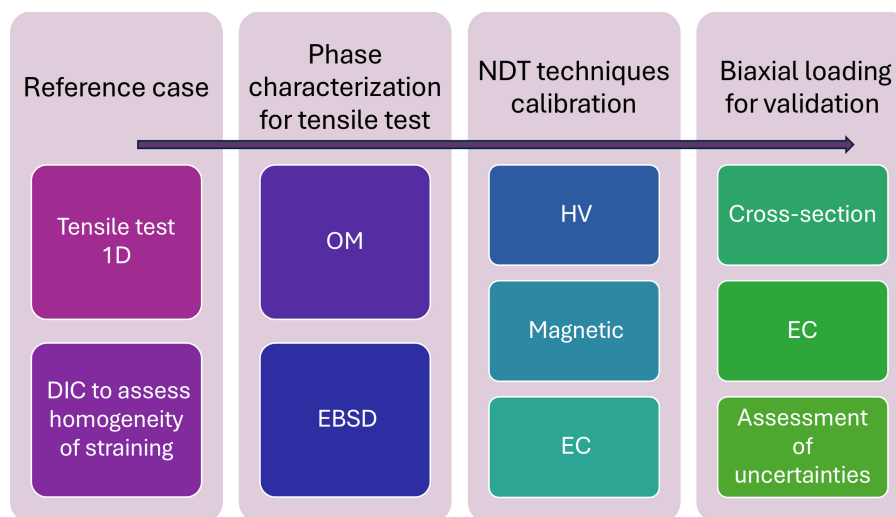 Reference case
Tensile test
1D
DIC to assess
homogeneity
of straining
Phase
characterization
for tensile test
OM
EBSD
NDT techniques
calibration
HV
Magnetic
EC
Biaxial loading
for validation
Cross-section
EC
Assessment
of
uncertainties